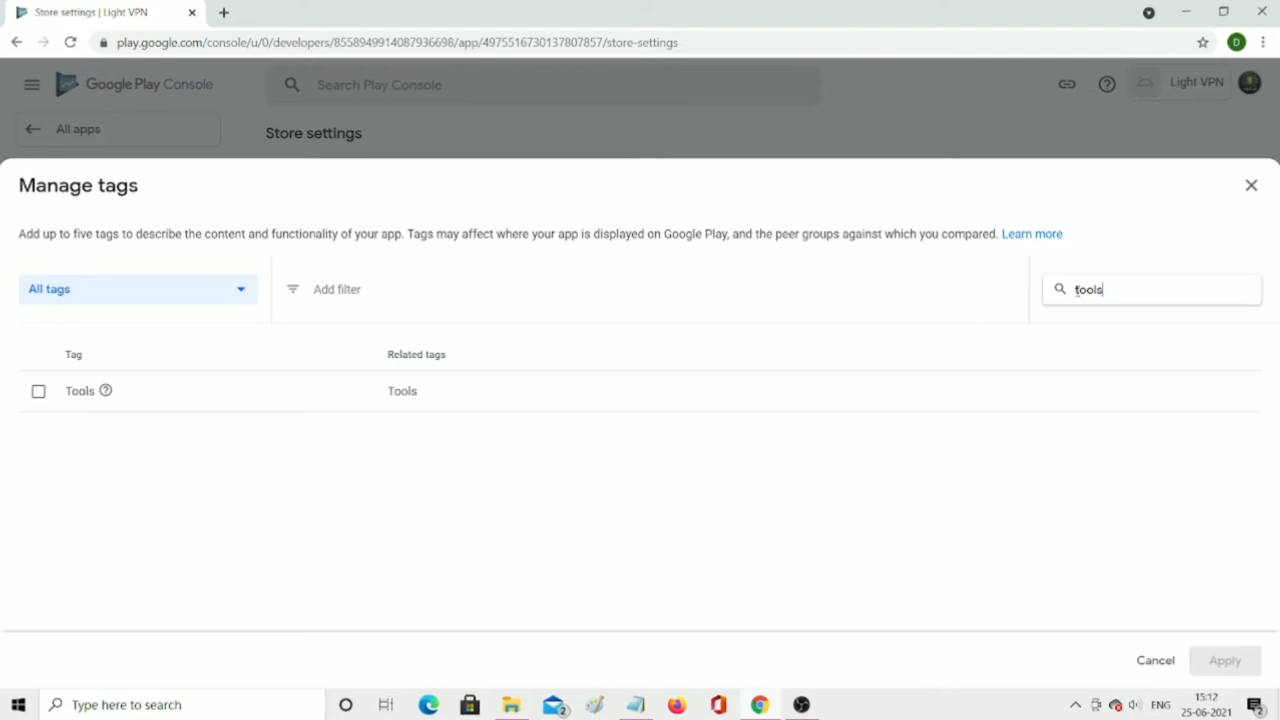 Store settings | Light VPN
play.google.com/console/u/0/developers/8558949914087936698/app/4975516730137807857/store-settings
D
Google Play Console
Search Play Console
Light VPN
All apps
Store settings
Manage tags
Add up to five tags to describe the content and functionality of your app. Tags may affect where your app is displayed on Google Play, and the peer groups against which you compared. Learn more
All tags
Add filter
tools
Tag
Related tags
Tools
Tools
Cancel
Apply
Type here to search
2
ENG
15:12
25-06-2021
2